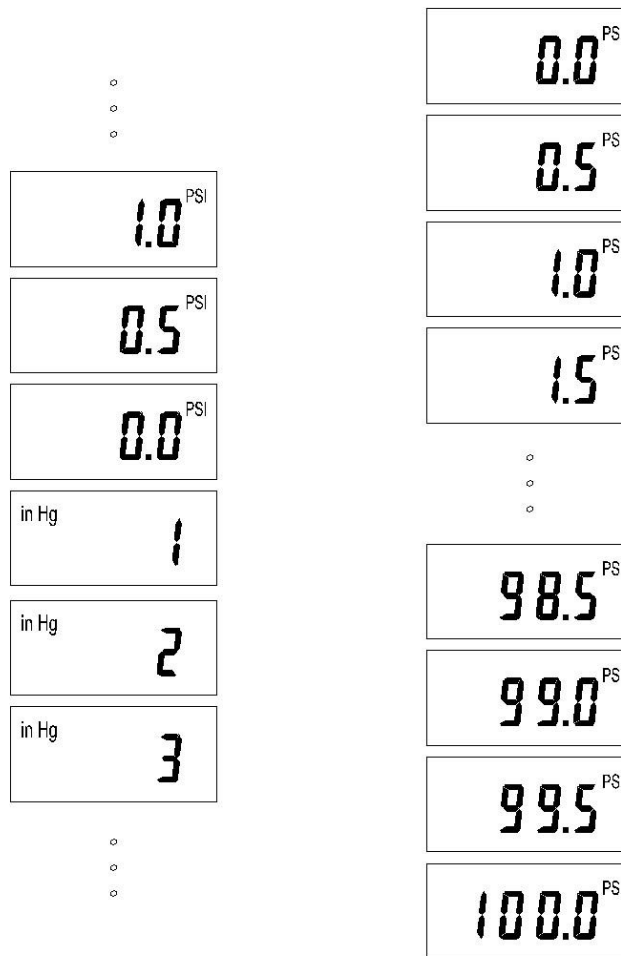 1.0 PSI
0.5 PSI
0.0 PSI
in Hg 1
in Hg 2
in Hg 3
0.0 PS
0.5 PS
1.0 PS
1.5 PS
98.5 PS
99.0 PS
99.5 PS
100.0 PS